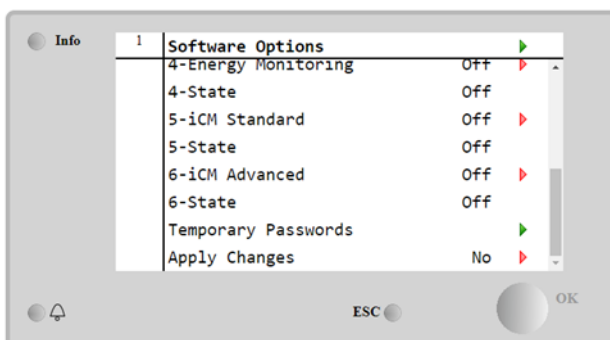 Info
1 Software Options
4-Energy Monitoring Off
4-State Off
5-iCM Standard Off
5-State Off
6-iCM Advanced Off
6-State Off
Temporary Passwords
Apply Changes No
ESC OK